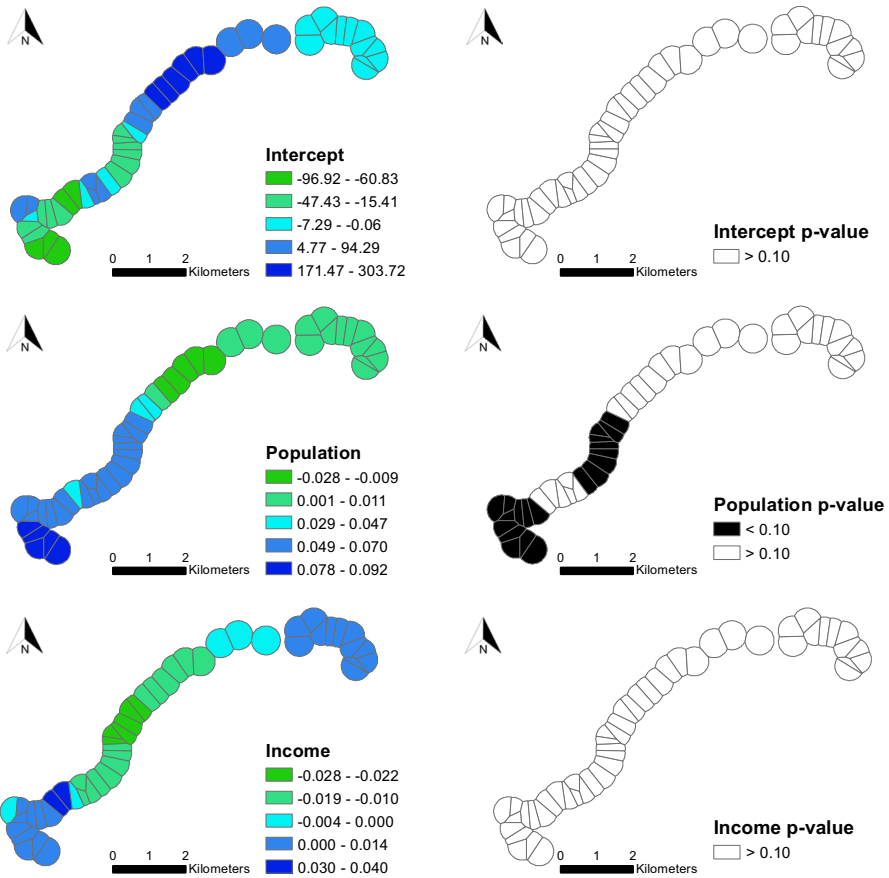 N
Intercept
-96.92 - -60.83
-47.43 - -15.41
-7.29 - -0.06
4.77 - 94.29
171.47 - 303.72
0 1 2
Kilometers
N
Intercept p-value
> 0.10
0 1 2
Kilometers
N
Population
-0.028 - -0.009
0.001 - 0.011
0.029 - 0.047
0.049 - 0.070
0.078 - 0.092
0 1 2
Kilometers
N
Population p-value
< 0.10
> 0.10
0 1 2
Kilometers
N
Income
-0.028 - -0.022
-0.019 - -0.010
-0.004 - 0.000
0.000 - 0.014
0.030 - 0.040
0 1 2
Kilometers
N
Income p-value
> 0.10
0 1 2
Kilometers